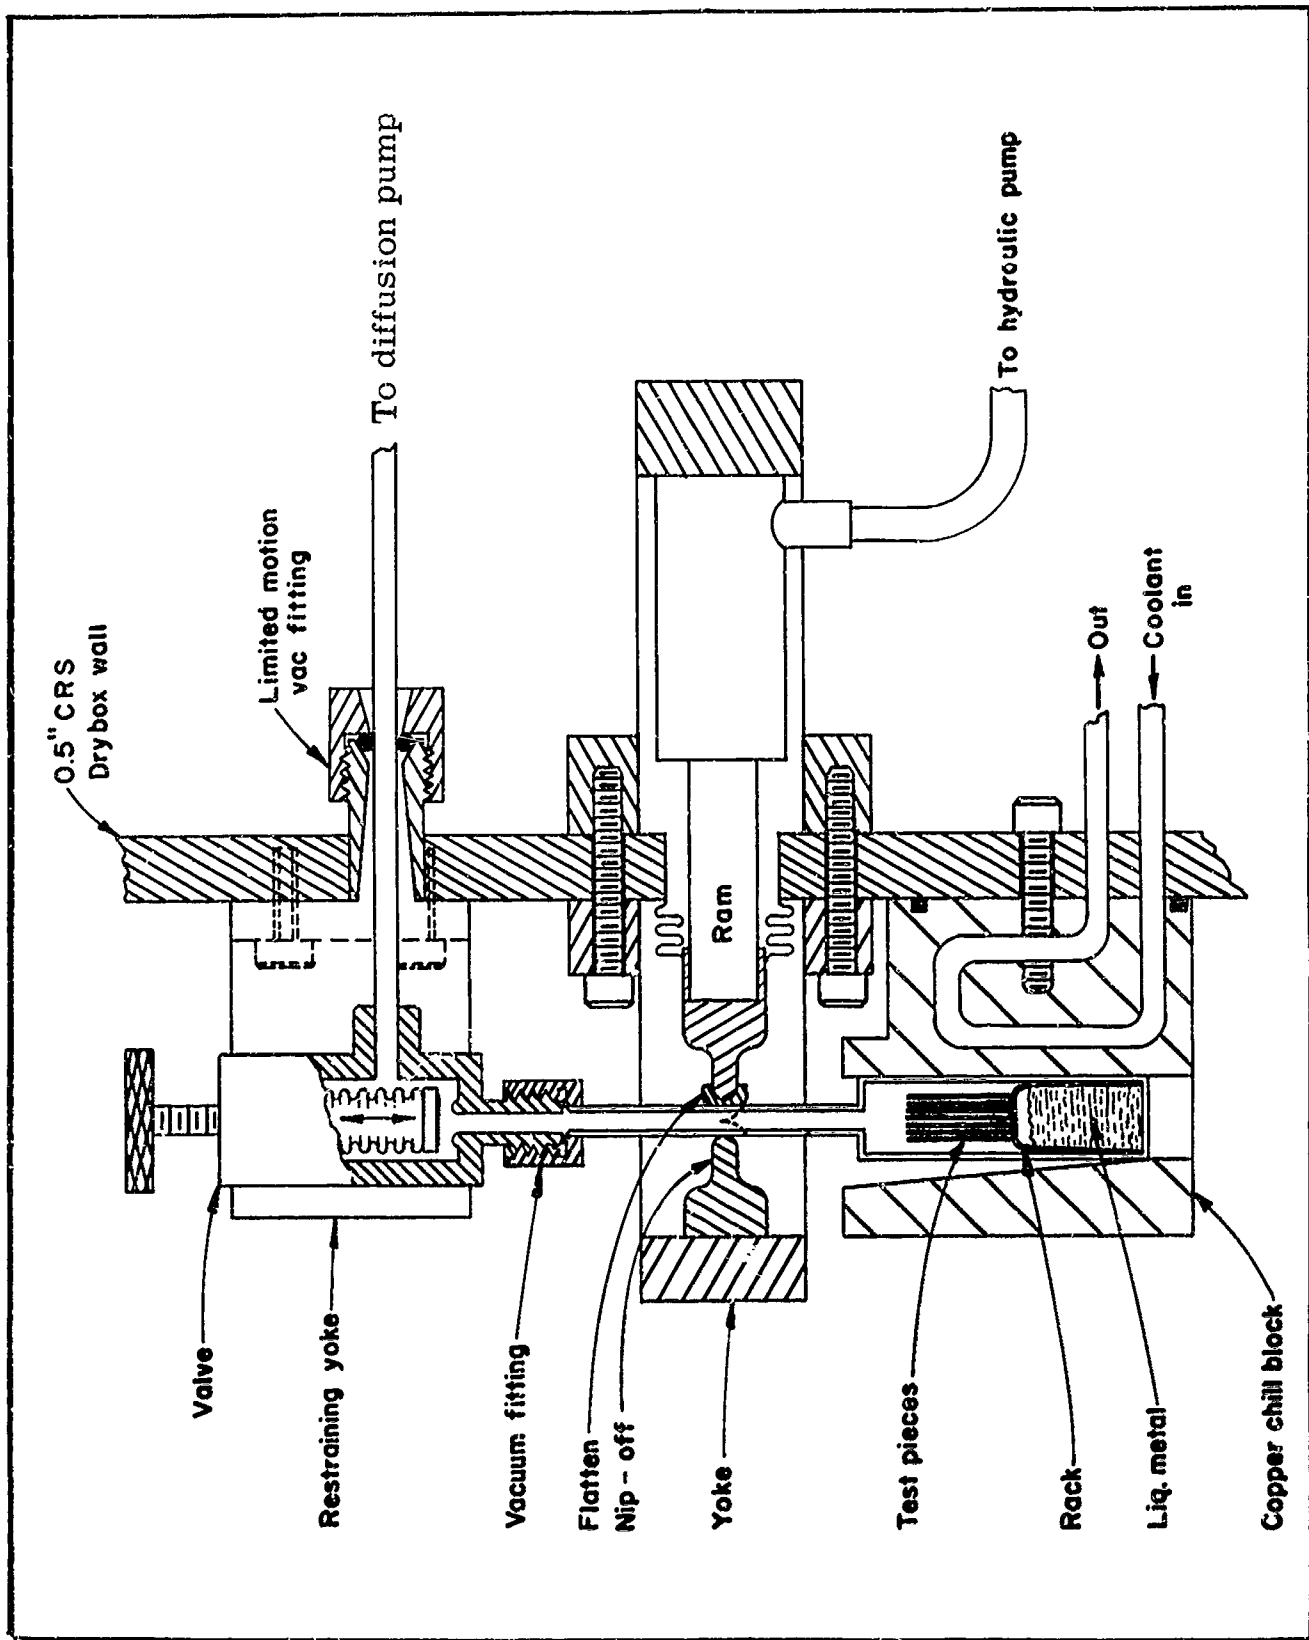 0.5" CRS
Drybox wall
Limited motion
vac fitting
To diffusion pump
To hydroulic pump
Out
Coolant
in
Ram
Valve
Restraining yoke
Vacuum fitting
Flatten
Nip - off
Yoke
Test pieces
Rack
Liq. metal
Copper chill block